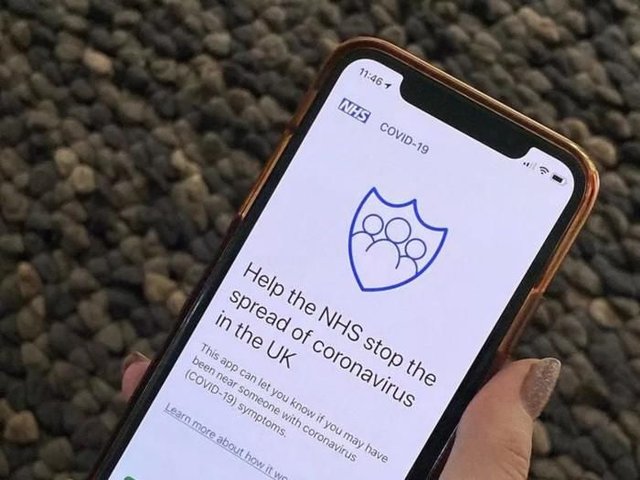 11:46
NHS
COVID-19
Help the NHS stop the
spread of coronavirus
in the UK
This app can let you know if you may have
been near someone with coronavirus
(COVID-19) symptoms.
Learn more about how it wo